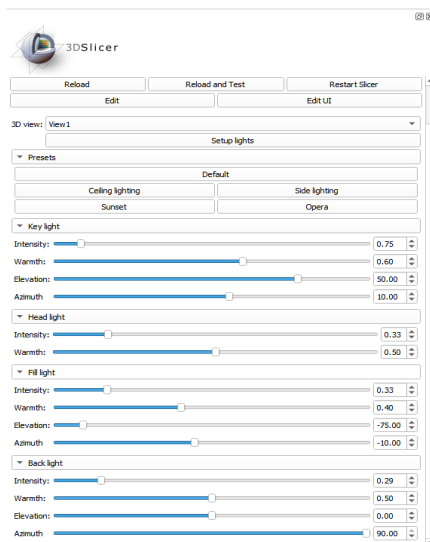 3DSlicer
Reload Reload and Test Restart Slicer
Edit Edit UI
3D view: View1
Setup lights
Presets
Default
Ceiling lighting Side lighting
Sunset Opera
Key light
Intensity: 0.75
Warmth: 0.60
Elevation: 50.00
Azimuth 10.00
Head light
Intensity: 0.33
Warmth: 0.50
Fill light
Intensity: 0.33
Warmth: 0.40
Elevation: -75.00
Azimuth -10.00
Back light
Intensity: 0.29
Warmth: 0.50
Elevation: 0.00
Azimuth 90.00